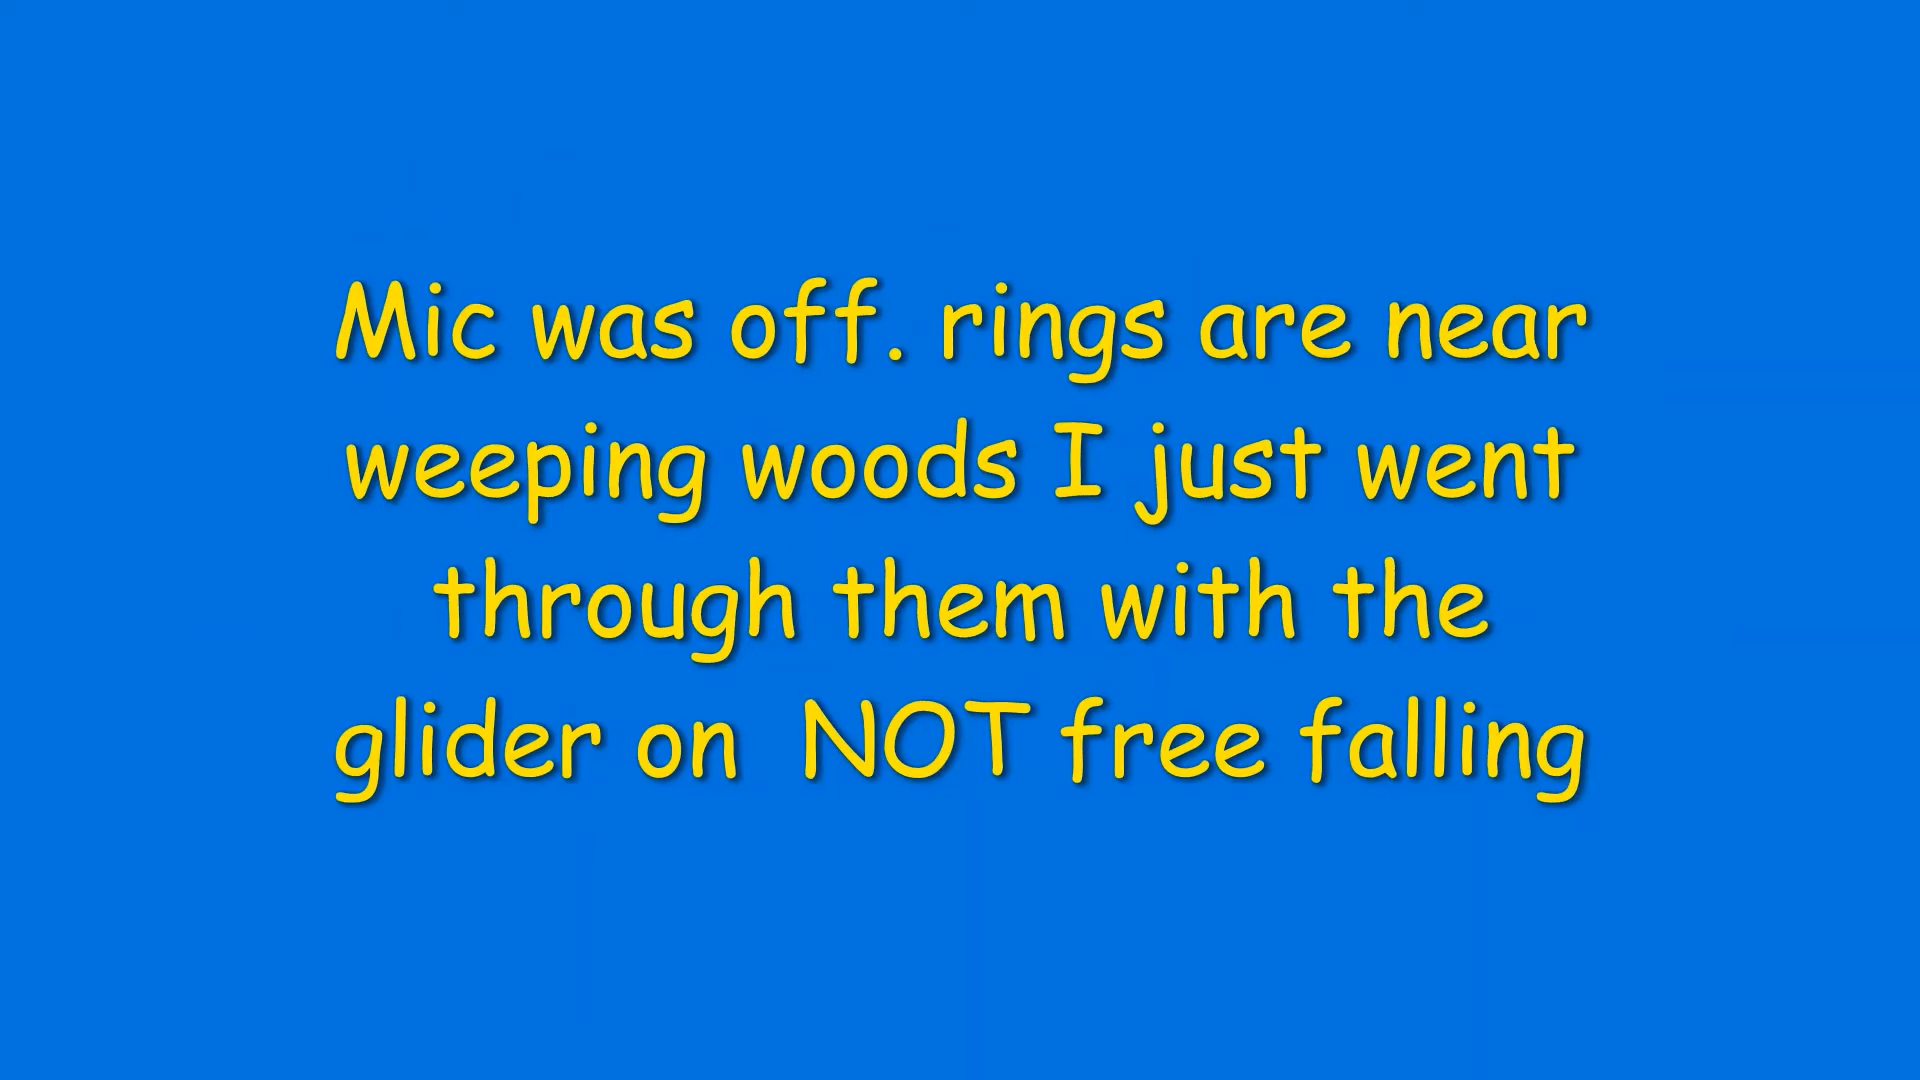 Mic was off. rings are near
weeping woods I just went
through them with the
glider on  NOT free falling